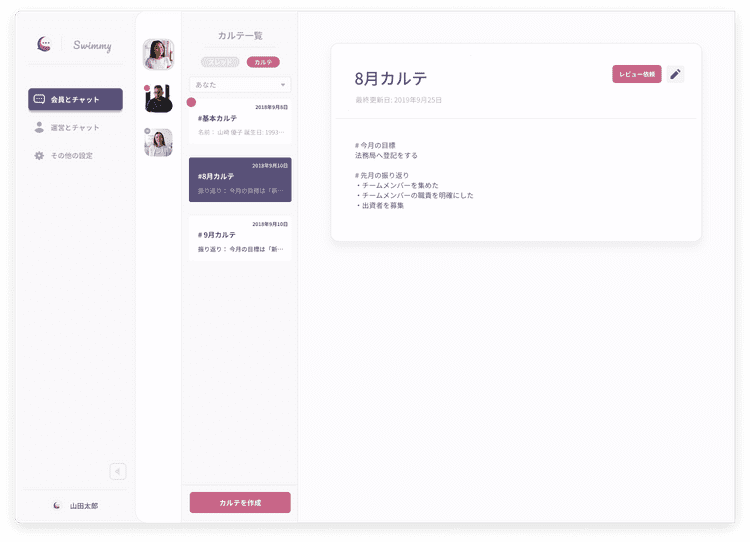 Swimmy
会員とチャット
運営とチャット
その他の設定
山田太郎
カルテ一覧
スレッド
カルテ
あなた
2018年9月6日
#基本カルテ
名前： 山﨑 優子 誕生日: 1993…
2018年9月10日
#8月カルテ
振り返り： 今月の目標は「新…
2018年9月10日
# 9月カルテ
振り返り： 今月の目標は「新…
カルテを作成
8月カルテ
レビュー依頼
最終更新日: 2019年9月25日
# 今月の目標
法務局へ登記をする
# 先月の振り返り
・チームメンバーを集めた
・チームメンバーの職責を明確にした
・出資者を募集